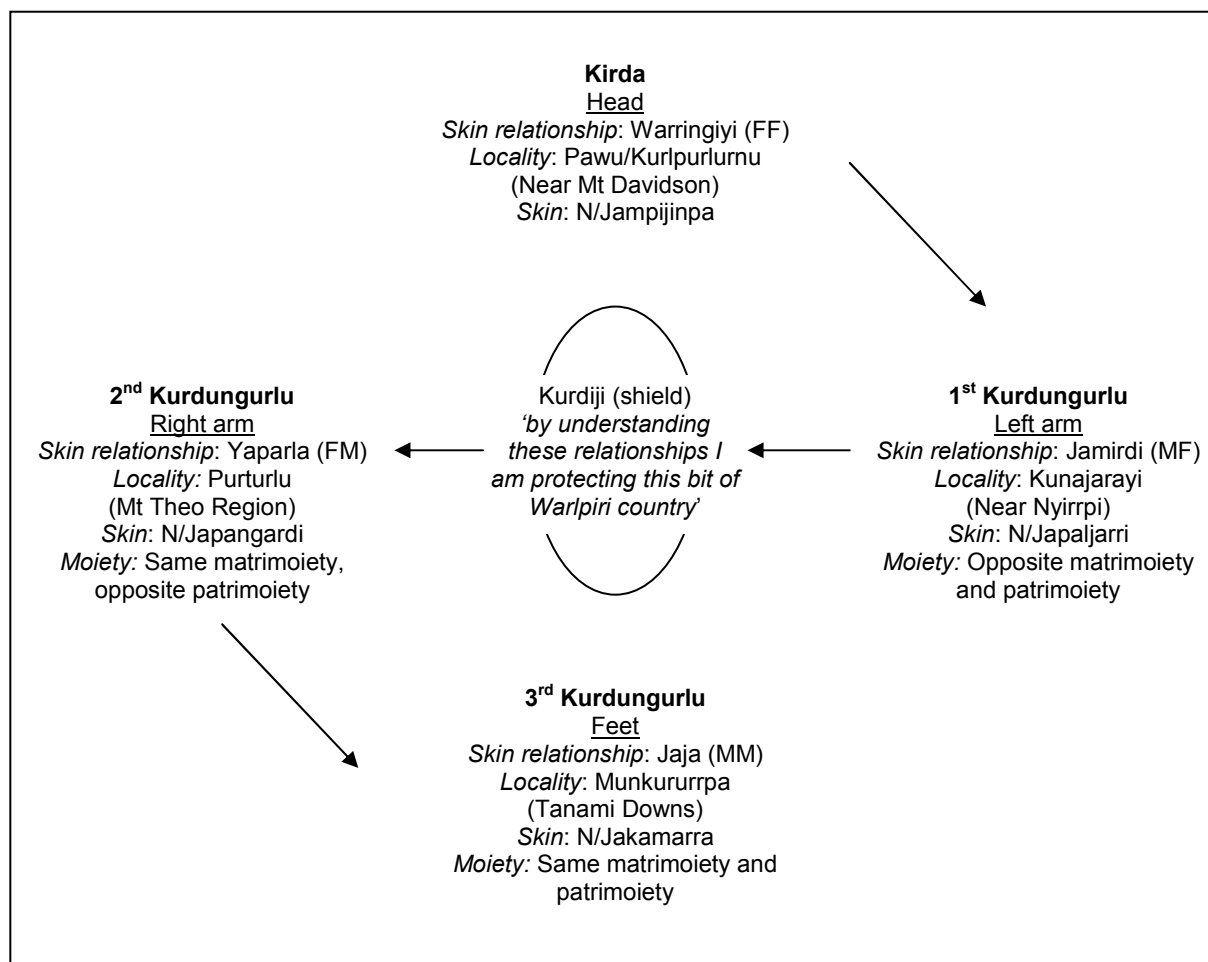 Kirda
Head
Skin relationship: Warringiyi (FF)
Locality: Pawu/Kurlpurlurnu
(Near Mt Davidson)
Skin: N/Jampijinpa
2nd Kurdungurlu
Right arm
Skin relationship: Yaparla (FM)
Locality: Purturlu
(Mt Theo Region)
Skin: N/Japangardi
Moiety: Same matrimoiety,
opposite patrimoiety
Kurdiji (shield)
‘by understanding
these relationships I
am protecting this bit of
Warlpiri country’
1st Kurdungurlu
Left arm
Skin relationship: Jamirdi (MF)
Locality: Kunajarayi
(Near Nyirrpi)
Skin: N/Japaljarri
Moiety: Opposite matrimoiety
and patrimoiety
3rd Kurdungurlu
Feet
Skin relationship: Jaja (MM)
Locality: Munkururrpa
(Tanami Downs)
Skin: N/Jakamarra
Moiety: Same matrimoiety and
patrimoiety